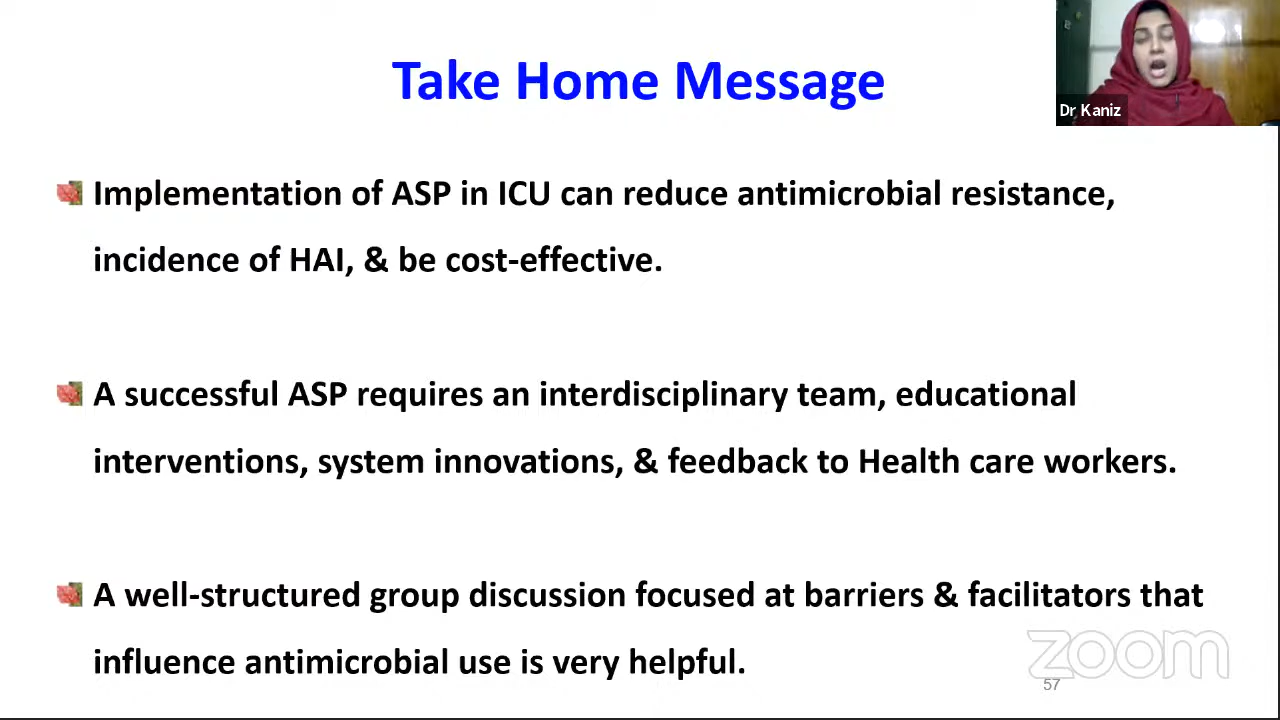 Take Home Message
Dr Kaniz
Implementation of ASP in ICU can reduce antimicrobial resistance,
incidence of HAI, & be cost-effective.
A successful ASP requires an interdisciplinary team, educational
interventions, system innovations, & feedback to Health care workers.
A well-structured group discussion focused at barriers & facilitators that
influence antimicrobial use is very helpful.
zoom
57